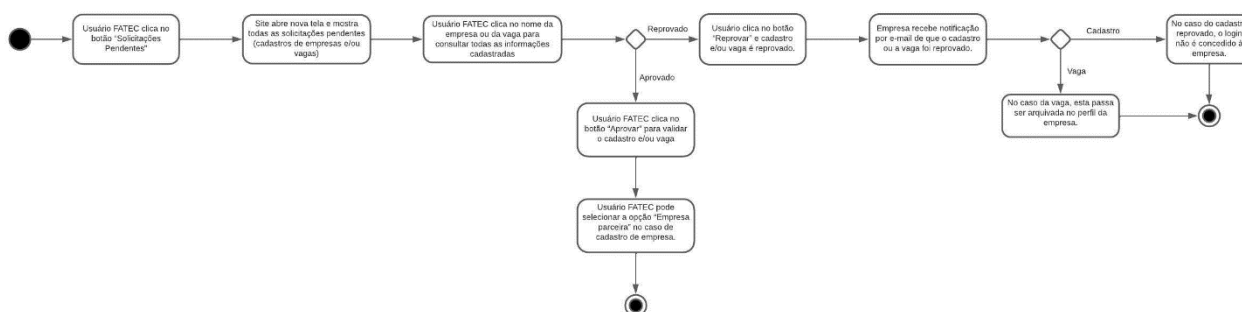 Usuário FATEC clica no
botão "Solicitações
Pendentes"
Site abre nova tela e mostra
todas as solicitações pendentes
(cadastros de empresas e/ou
vagas)
Usuário FATEC clica no nome da
empresa ou da vaga para
consultar todas as informações
cadastradas
Reprovado
Usuário clica no botão
"Reprovar" e cadastro
e/ou vaga é reprovado.
Empresa recebe notificação
por e-mail de que o cadastro
ou a vaga foi reprovado.
Cadastro
No caso do cadastro
reprovado, o login
não é concedido à
empresa.
Vaga
No caso da vaga, esta passa
ser arquivada no perfil da
empresa.
Aprovado
Usuário FATEC clica no
botão "Aprovar" para validar
o cadastro e/ou vaga
Usuário FATEC pode
selecionar a opção "Empresa
parceira" no caso de
cadastro de empresa.